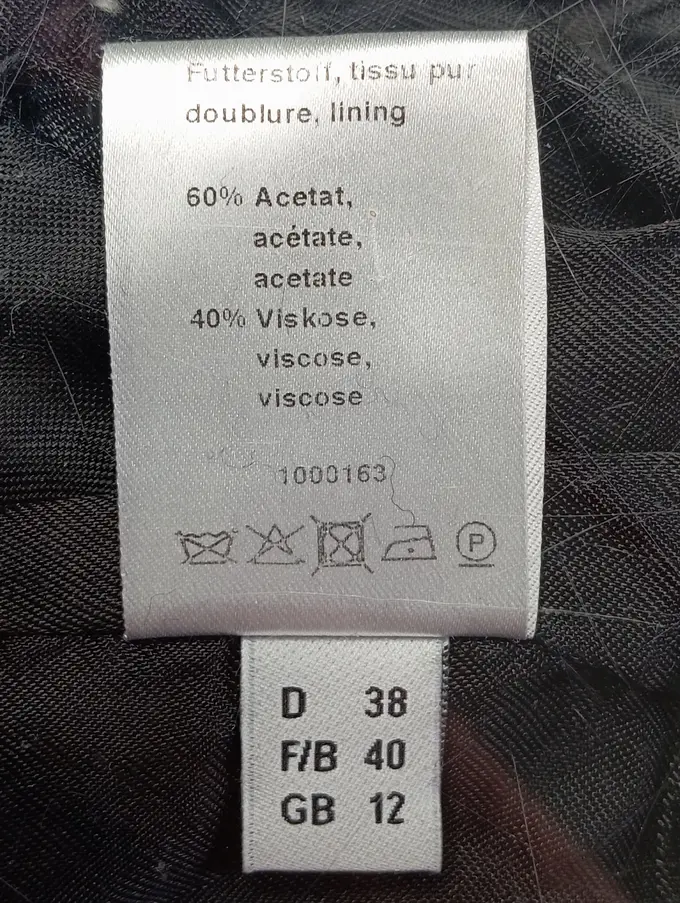 Futterstoff, tissu pur
doublure, lining
60% Acetat,
acétate,
acetate
40% Viskose,
viscose,
viscose
1000163
P
D 38
F/B 40
GB 12